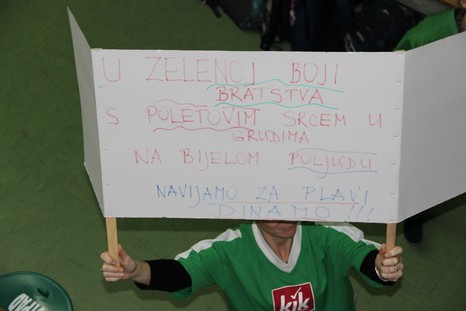 U ZELENOJ BOJI
BRATSTVA
S POLETOVIM SRCEM U
GRUDIMA
NA BIJELOM POLJUDU
NAVIJAMO ZA PLAVI
DINAMO !!!
kik